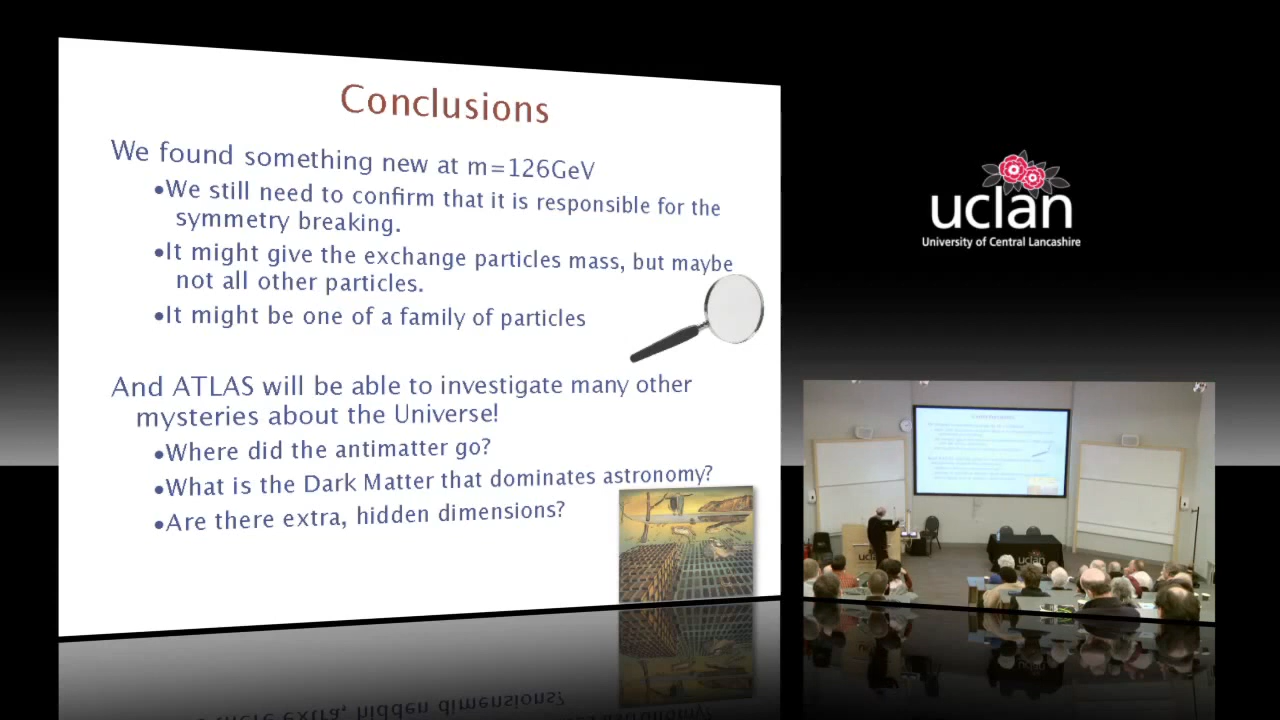 Conclusions
We found something new at m=126GeV
•We still need to confirm that it is responsible for the
symmetry breaking.
•It might give the exchange particles mass, but maybe
not all other particles.
•It might be one of a family of particles
And ATLAS will be able to investigate many other
mysteries about the Universe!
•Where did the antimatter go?
•What is the Dark Matter that dominates astronomy?
•Are there extra, hidden dimensions?
uclan
University of Central Lancashire
uclan